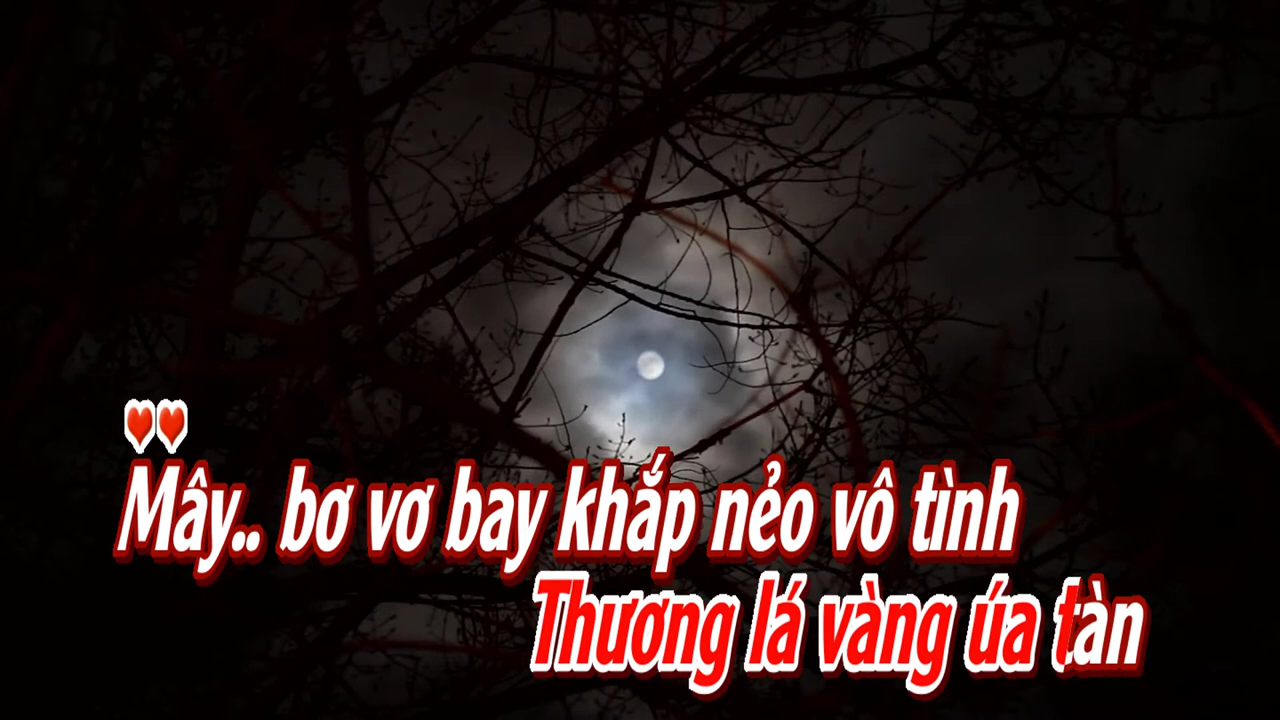 Mây.. bơ vơ bay khắp nẻo vô tình
Thương lá vàng úa tàn